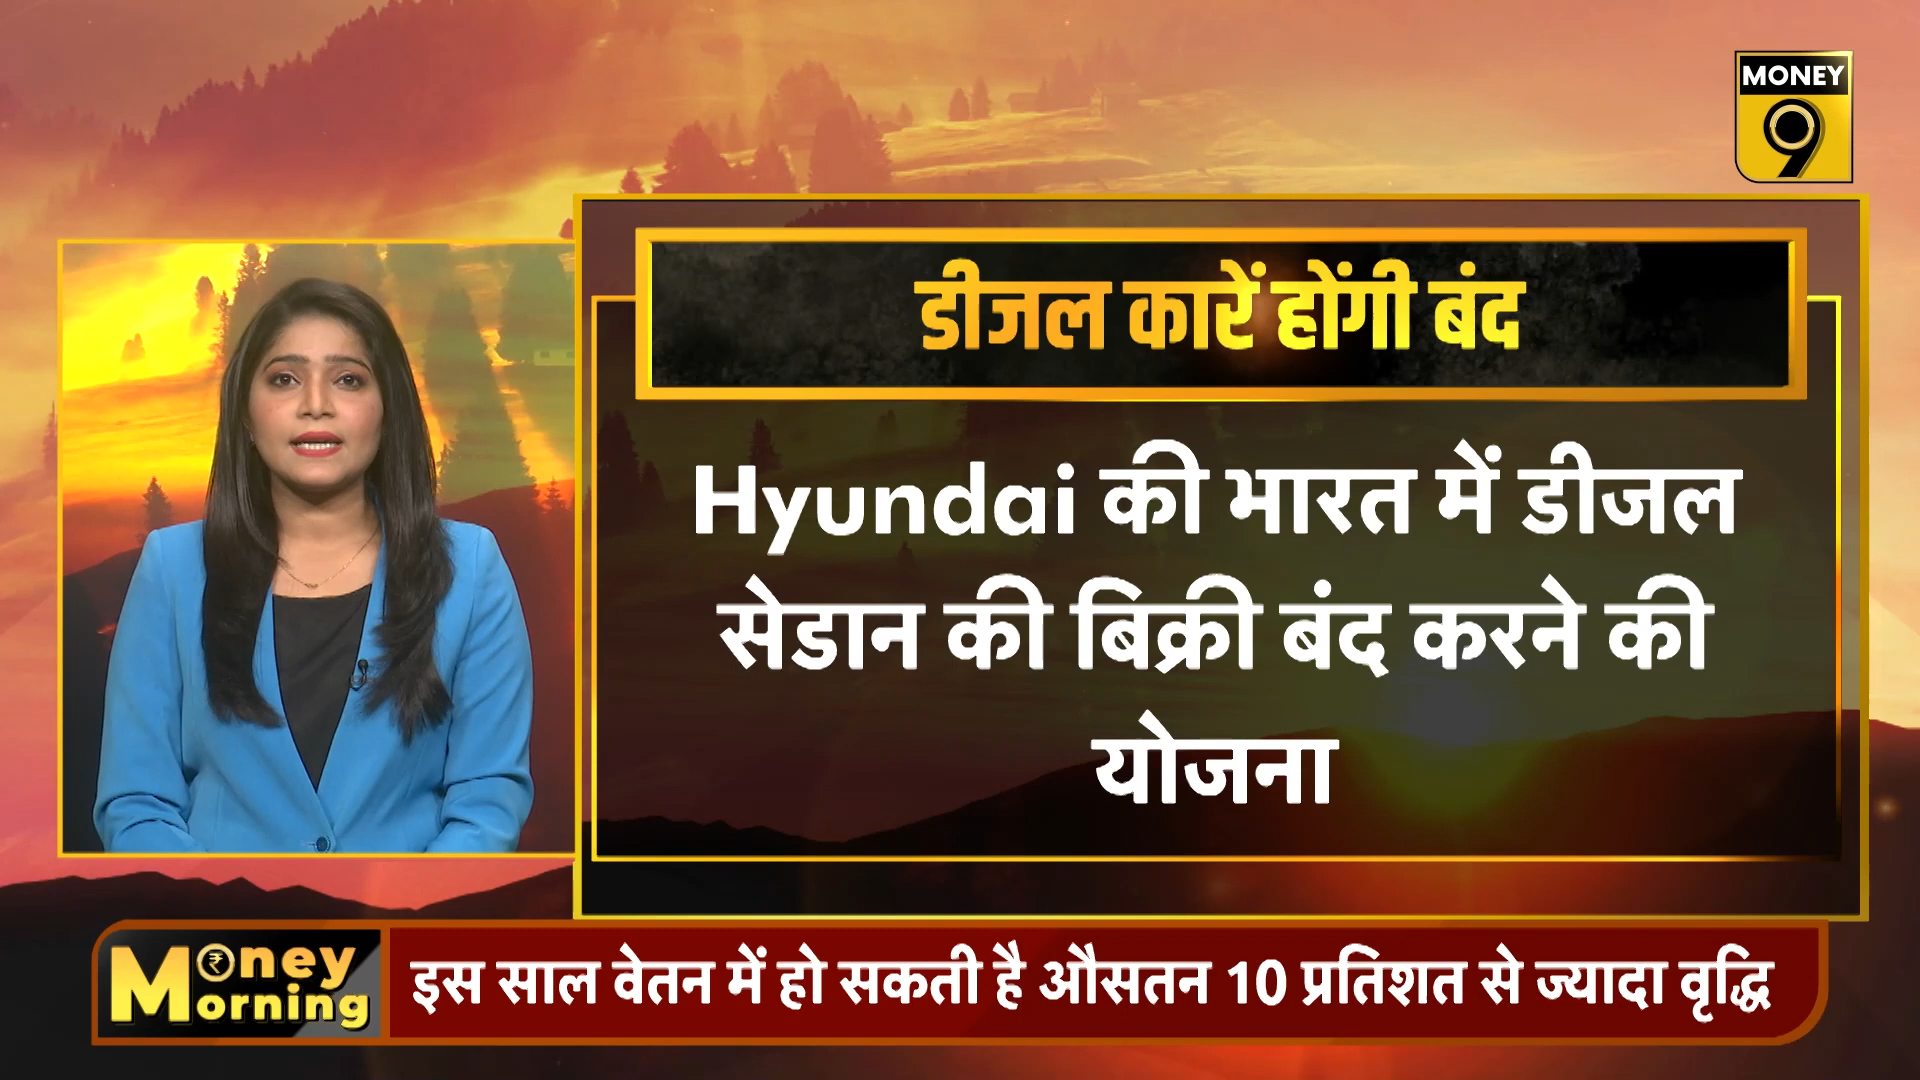 MONEY
9
डीजल कारें होंगी बंद
Hyundai की भारत में डीजल
सेडान की बिक्री बंद करने की
योजना
Money
Morning
इस साल वेतन में हो सकती है औसतन 10 प्रतिशत से ज्यादा वृद्धि